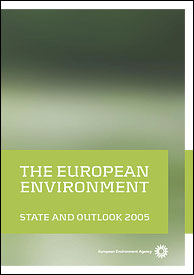 THE EUROPEAN
ENVIRONMENT
STATE AND OUTLOOK 2005
European Environment Agency